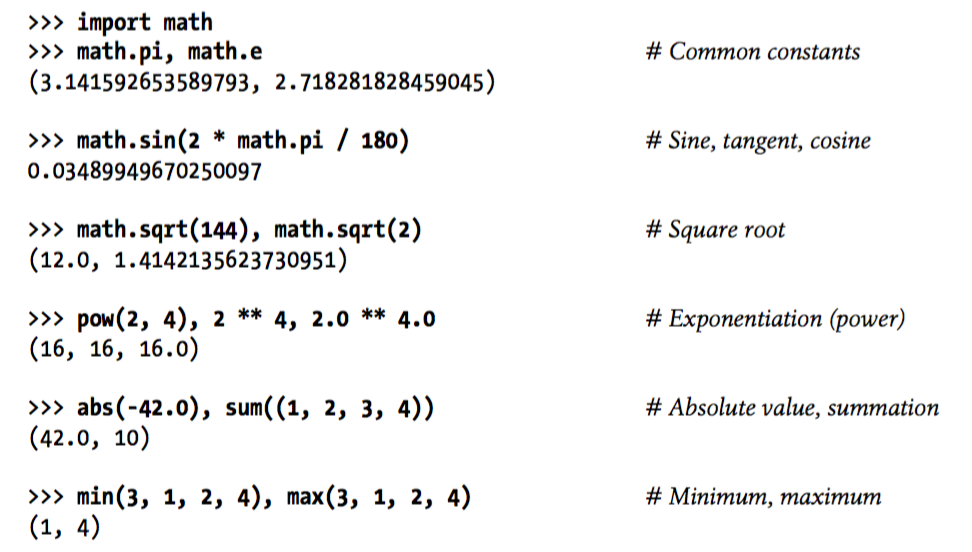 >>> import math
>>> math.pi, math.e # Common constants
(3.141592653589793, 2.718281828459045)
>>> math.sin(2 * math.pi / 180) # Sine, tangent, cosine
0.03489949670250097
>>> math.sqrt(144), math.sqrt(2) # Square root
(12.0, 1.4142135623730951)
>>> pow(2, 4), 2 ** 4, 2.0 ** 4.0 # Exponentiation (power)
(16, 16, 16.0)
>>> abs(-42.0), sum((1, 2, 3, 4)) # Absolute value, summation
(42.0, 10)
>>> min(3, 1, 2, 4), max(3, 1, 2, 4) # Minimum, maximum
(1, 4)